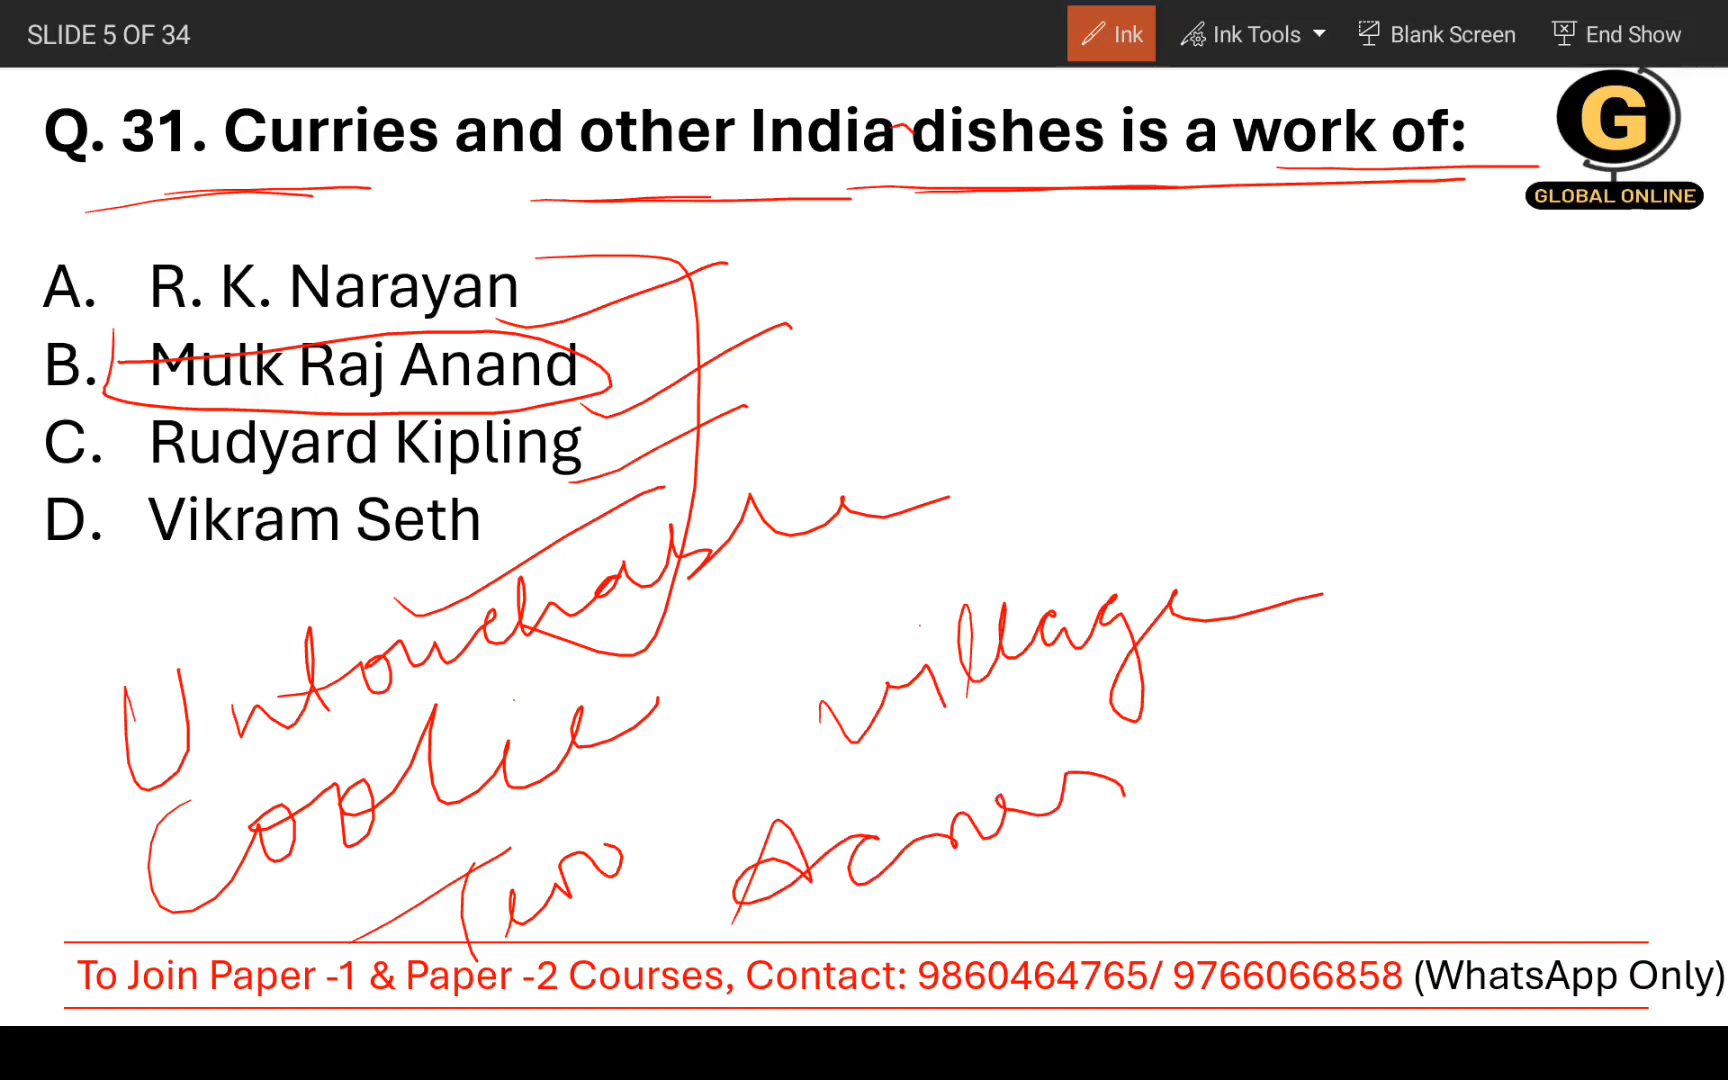 SLIDE 5 OF 34 Ink Ink Tools Blank Screen End Show
Q. 31. Curries and other India dishes is a work of:
G
GLOBAL ONLINE
A. R. K. Narayan
B. Mulk Raj Anand
C. Rudyard Kipling
D. Vikram Seth
Untouchable
village
Coolie
Two
To Join Paper -1 & Paper -2 Courses, Contact: 9860464765/ 9766066858 (WhatsApp Only)